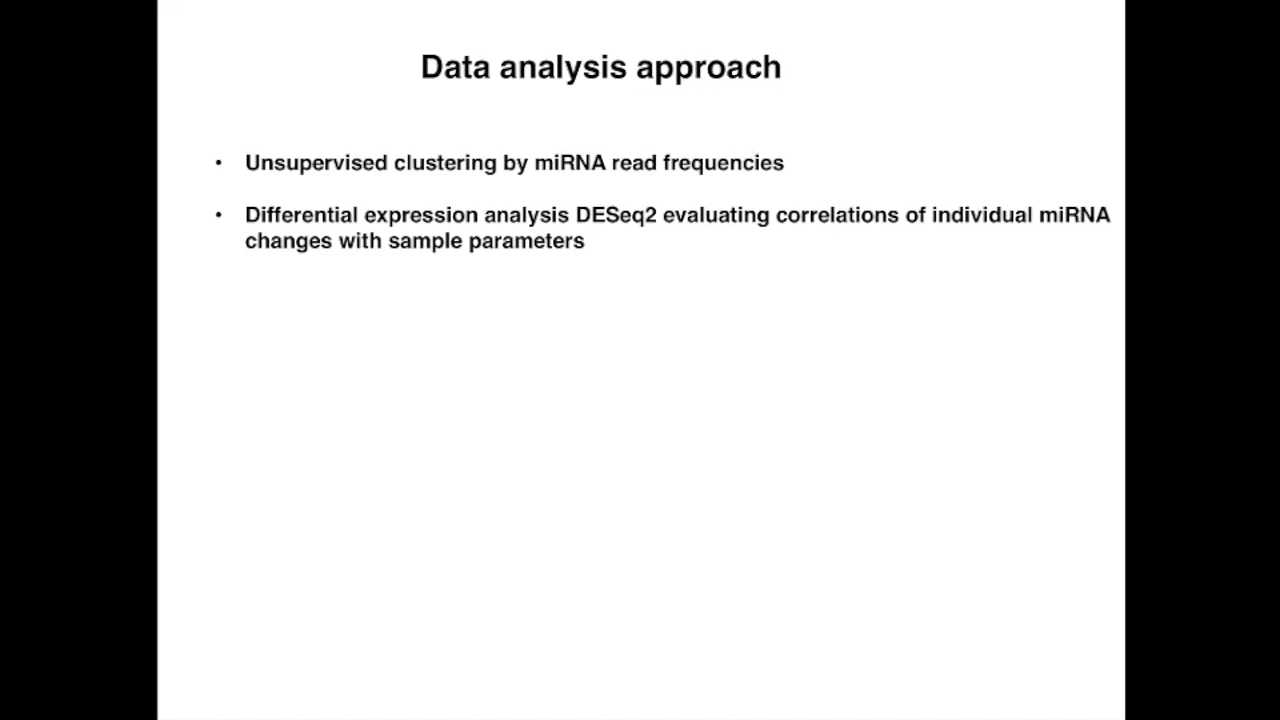 Data analysis approach
• Unsupervised clustering by miRNA read frequencies
• Differential expression analysis DESeq2 evaluating correlations of individual miRNA
changes with sample parameters